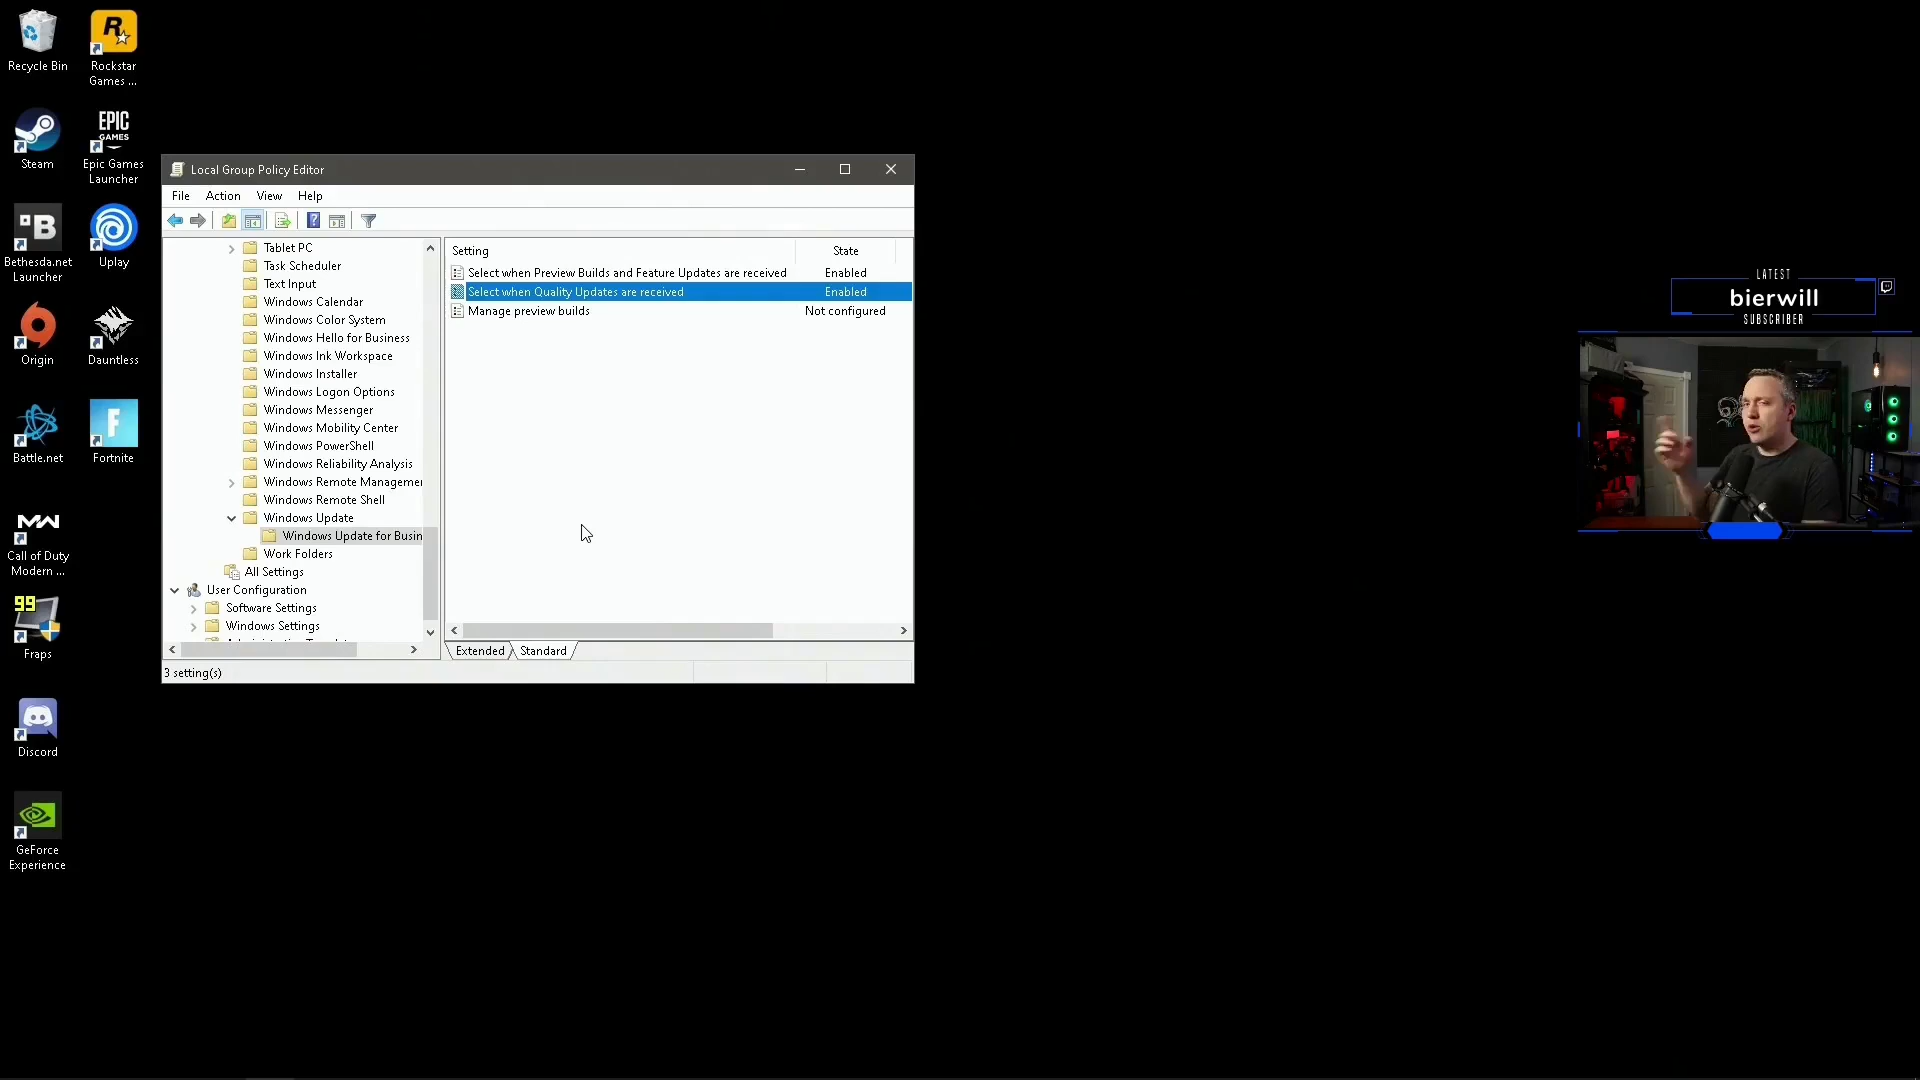 Recycle Bin
Rockstar
Games ...
Steam
EPIC
GAMES
Epic Games
Launcher
Bethesda.net
Launcher
Uplay
Origin
Dauntless
Battle.net
Fortnite
Call of Duty
Modern ...
99
Fraps
Discord
GeForce
Experience
Local Group Policy Editor
File Action View Help
Tablet PC
Task Scheduler
Text Input
Windows Calendar
Windows Color System
Windows Hello for Business
Windows Ink Workspace
Windows Installer
Windows Logon Options
Windows Messenger
Windows Mobility Center
Windows PowerShell
Windows Reliability Analysis
Windows Remote Managemen
Windows Remote Shell
Windows Update
Windows Update for Busin
Work Folders
All Settings
User Configuration
Software Settings
Windows Settings
Setting State
Select when Preview Builds and Feature Updates are received Enabled
Select when Quality Updates are received Enabled
Manage preview builds Not configured
Extended Standard
3 setting(s)
LATEST
bierwill
SUBSCRIBER